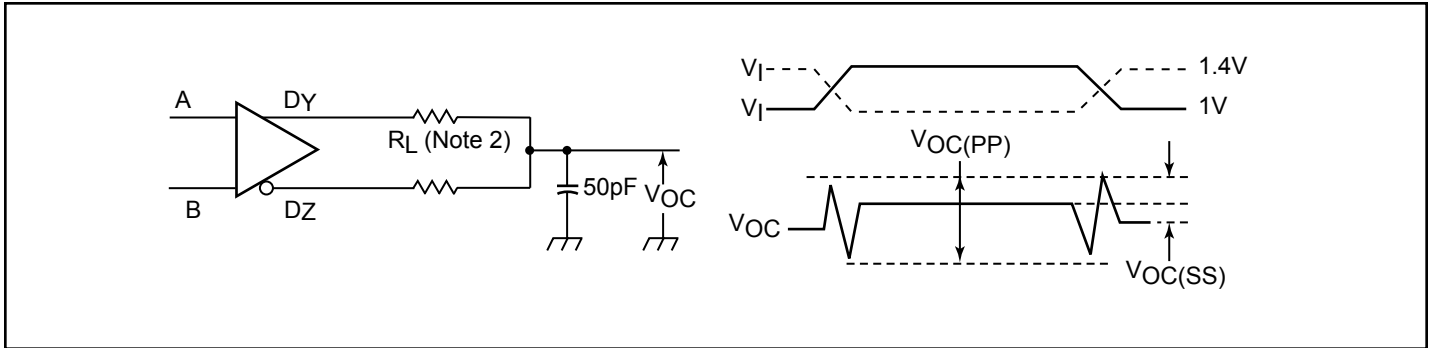 A
DY
RL (Note 2)
B
DZ
50pF
VOC
VI
1.4V
VI
1V
VOC(PP)
VOC
VOC(SS)